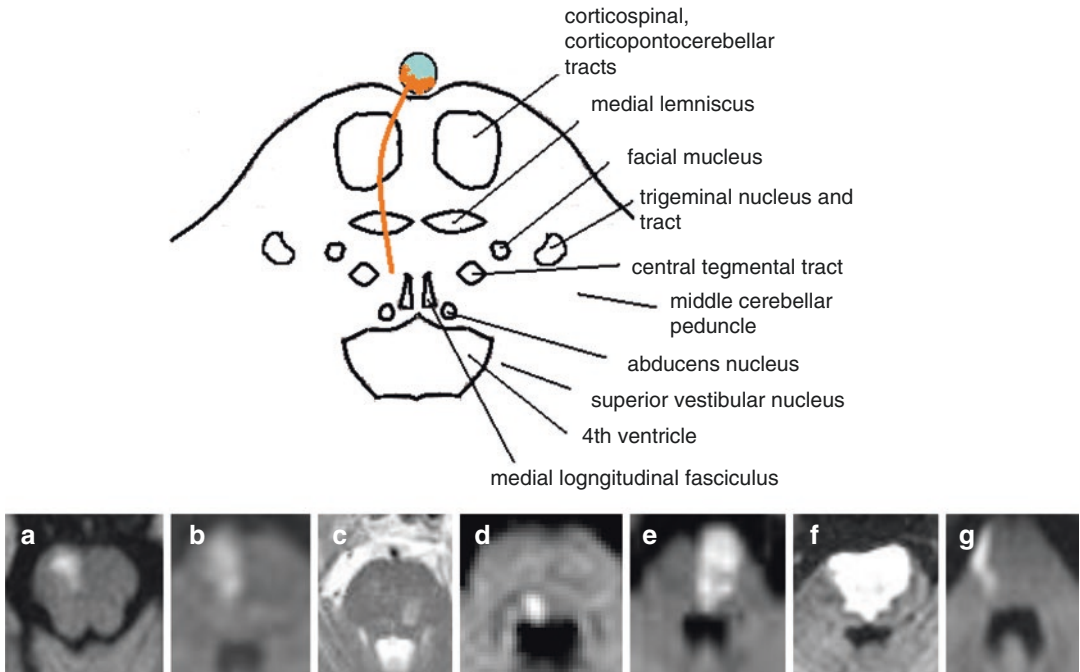 corticospinal,
corticopontocerebellar
tracts
medial lemniscus
facial mucleus
trigeminal nucleus and
tract
central tegmental tract
middle cerebellar
peduncle
abducens nucleus
superior vestibular nucleus
4th ventricle
medial logngitudinal fasciculus
a b c d e f g